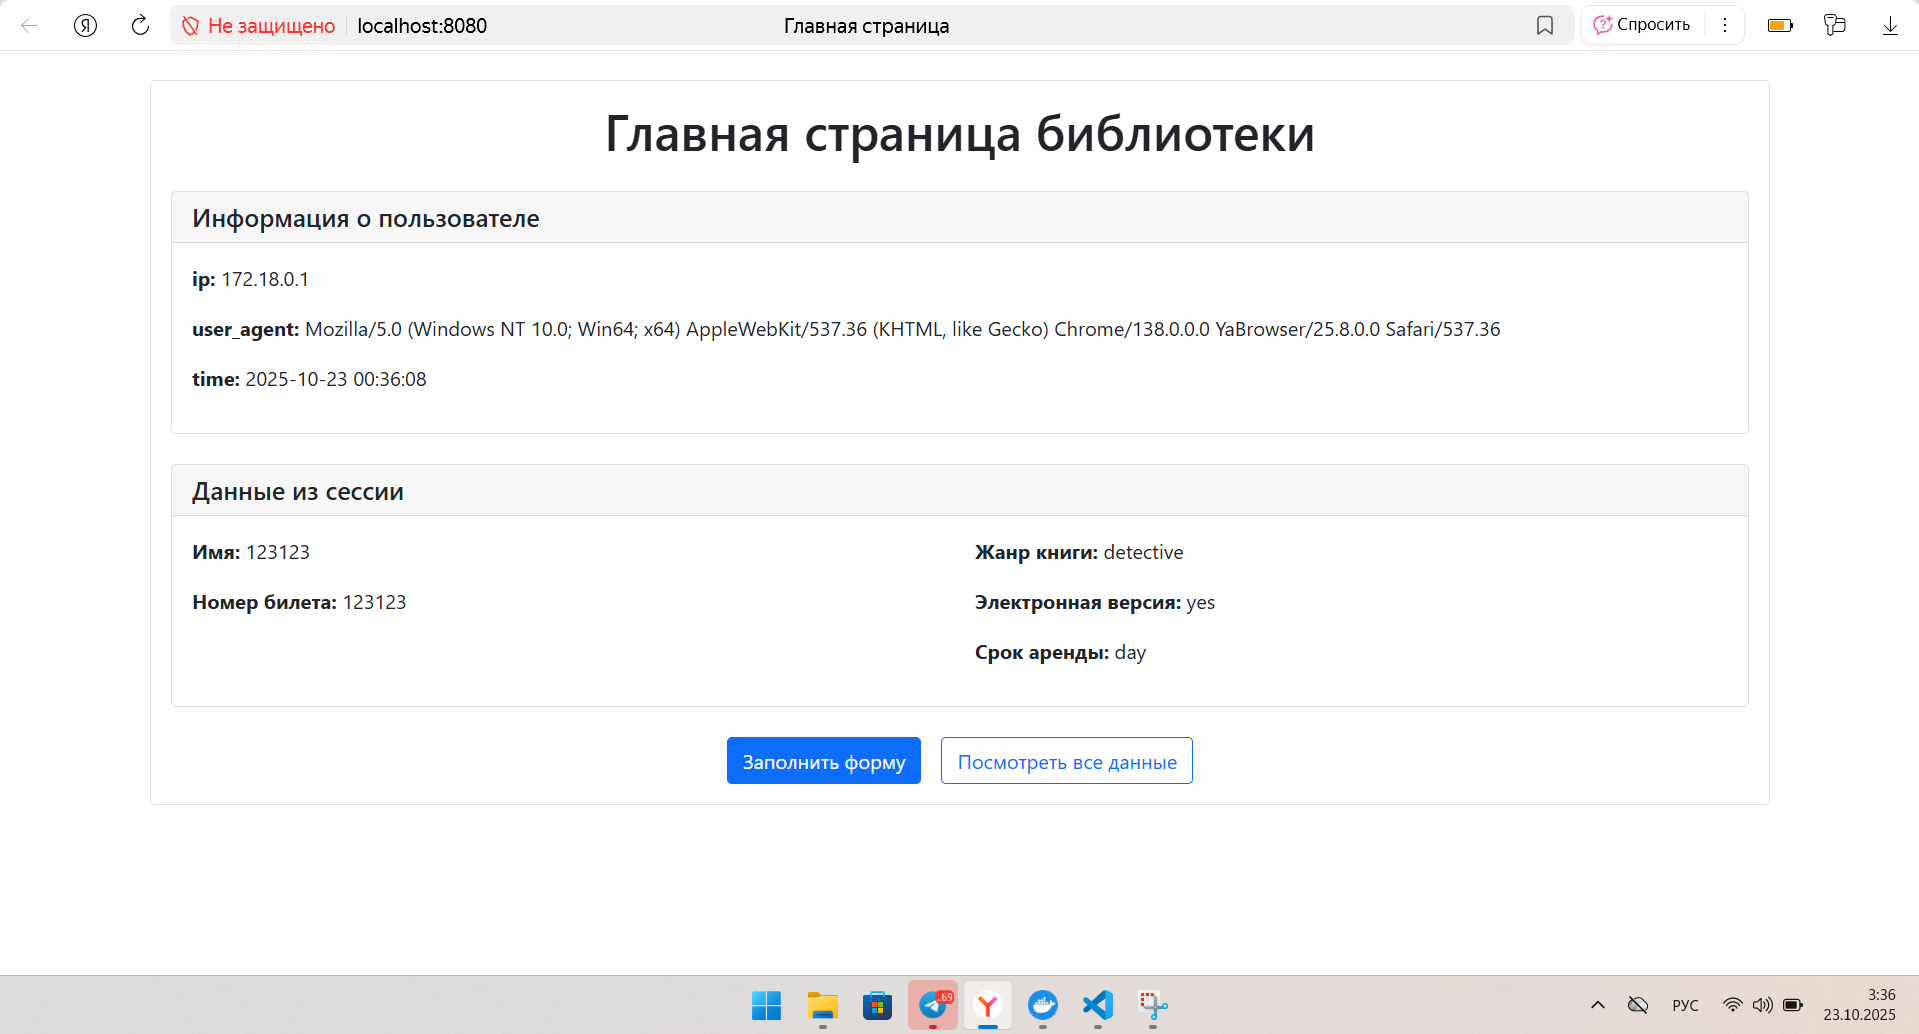 Не защищено localhost:8080 Главная страница Спросить
Главная страница библиотеки
Информация о пользователе
ip: 172.18.0.1
user_agent: Mozilla/5.0 (Windows NT 10.0; Win64; x64) AppleWebKit/537.36 (KHTML, like Gecko) Chrome/138.0.0.0 YaBrowser/25.8.0.0 Safari/537.36
time: 2025-10-23 00:36:08
Данные из сессии
Имя: 123123
Номер билета: 123123
Жанр книги: detective
Электронная версия: yes
Срок аренды: day
Заполнить форму
Посмотреть все данные
..69
РУС
3:36
23.10.2025